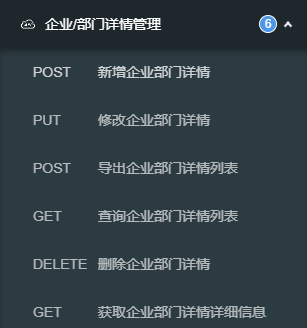 企业/部门详情管理 6
POST 新增企业部门详情
PUT 修改企业部门详情
POST 导出企业部门详情列表
GET 查询企业部门详情列表
DELETE 删除企业部门详情
GET 获取企业部门详情详细信息